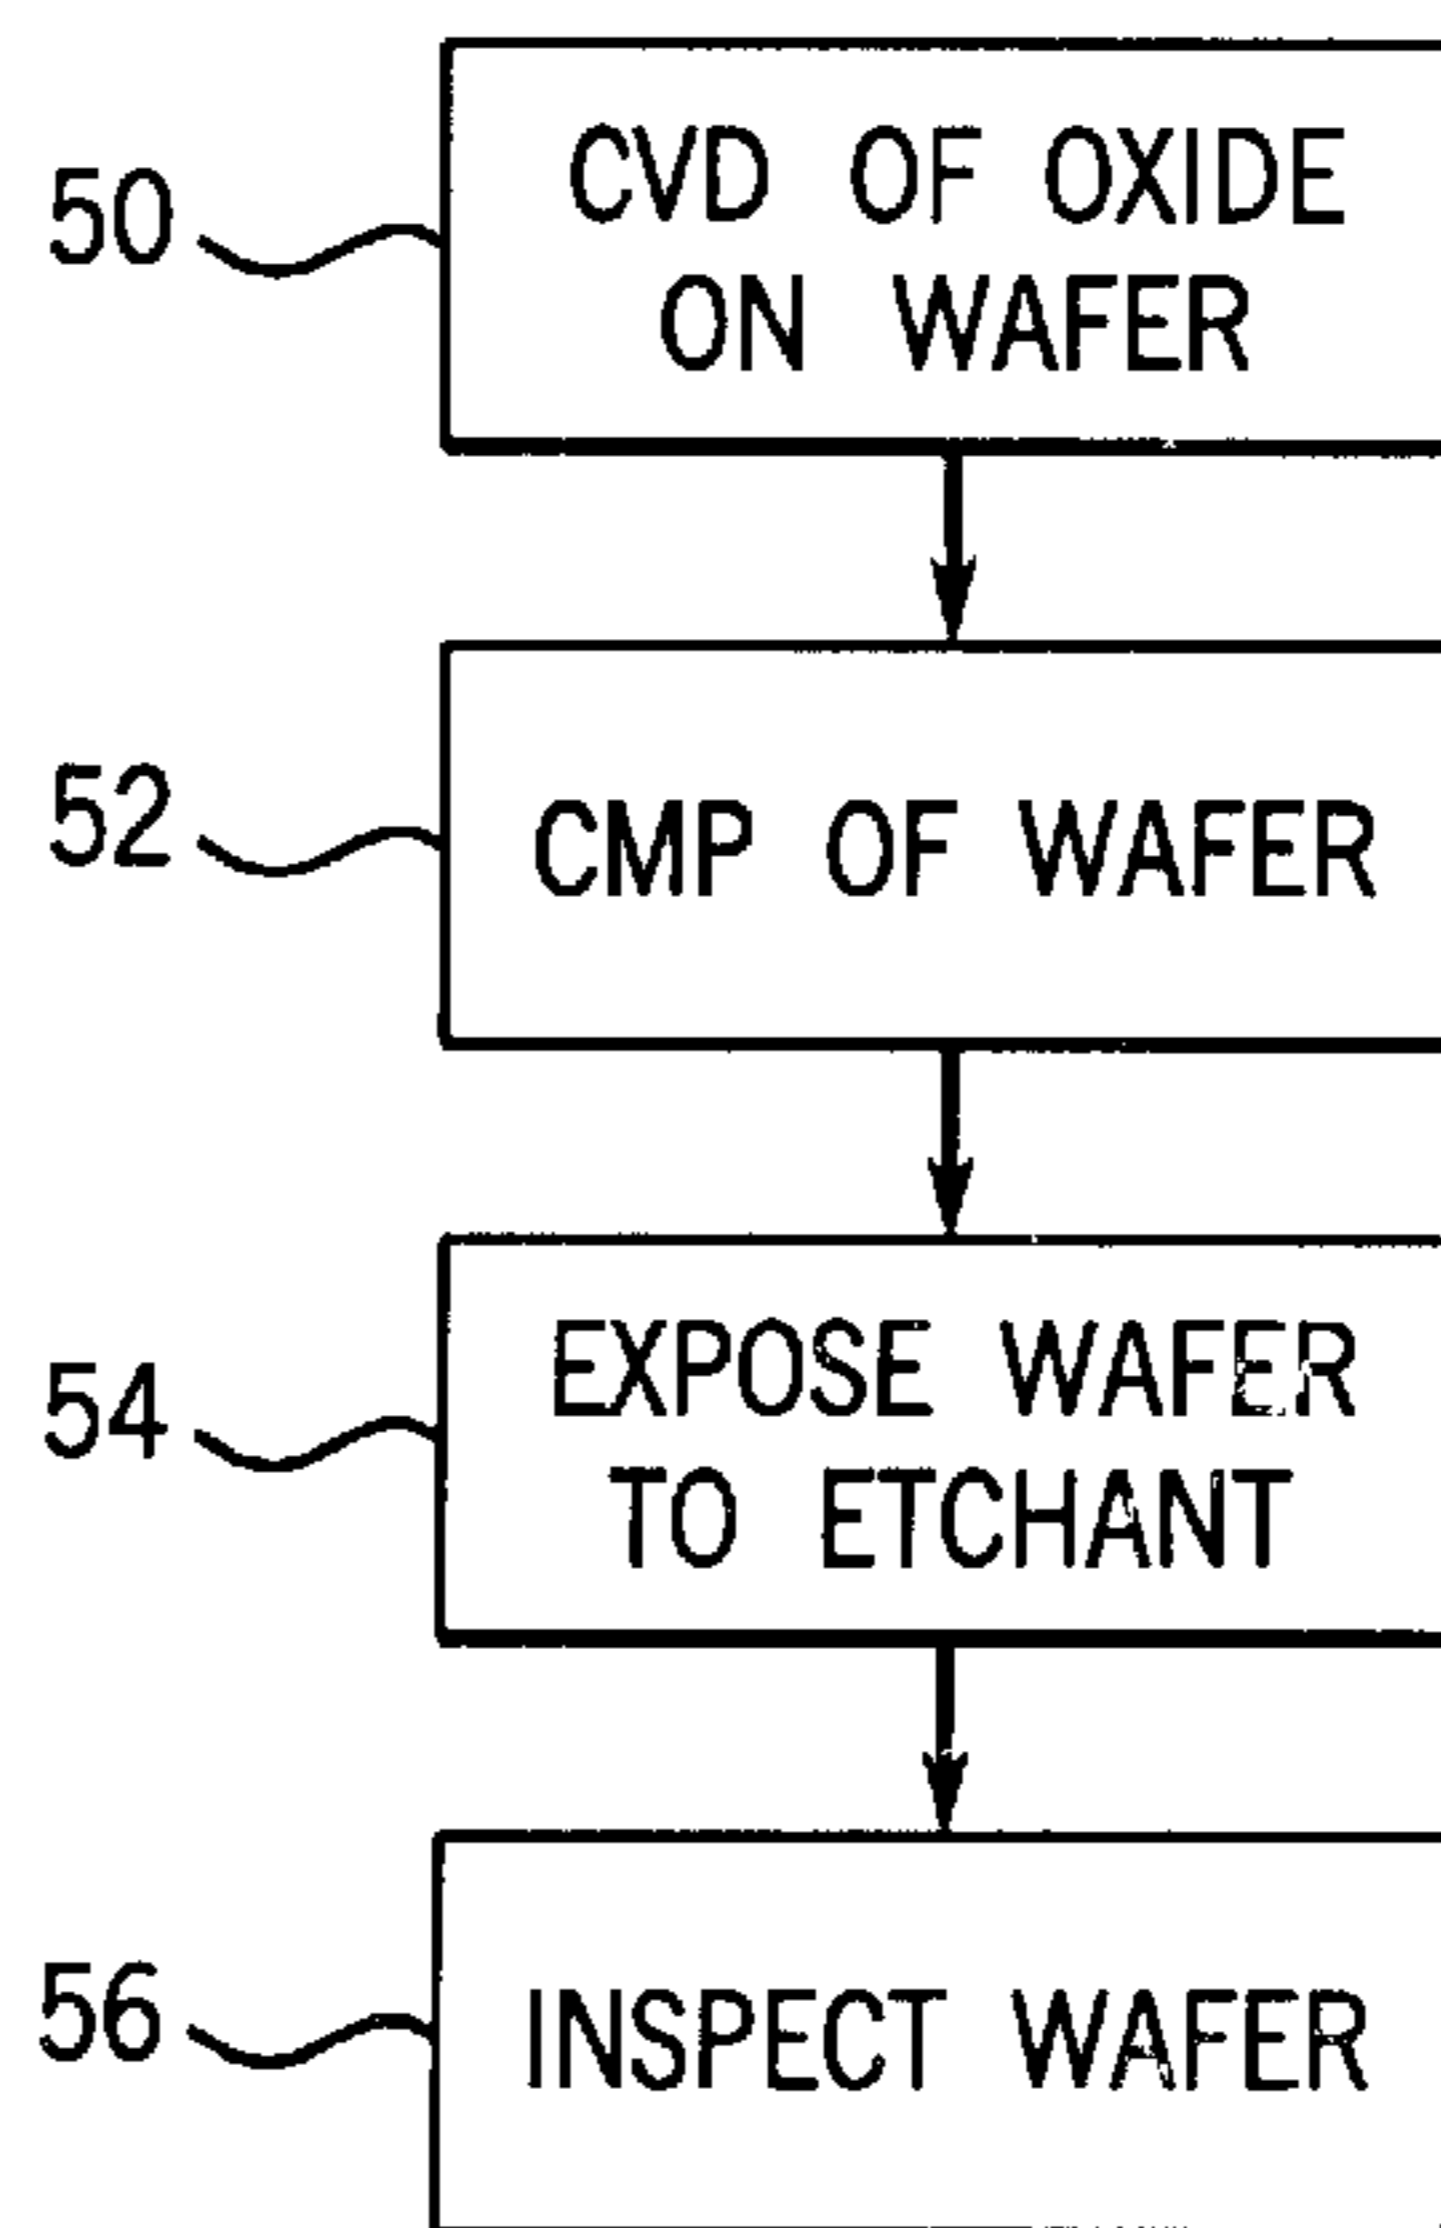 50
CVD OF OXIDE
ON WAFER
52
CMP OF WAFER
54
EXPOSE WAFER
TO ETCHANT
56
INSPECT WAFER